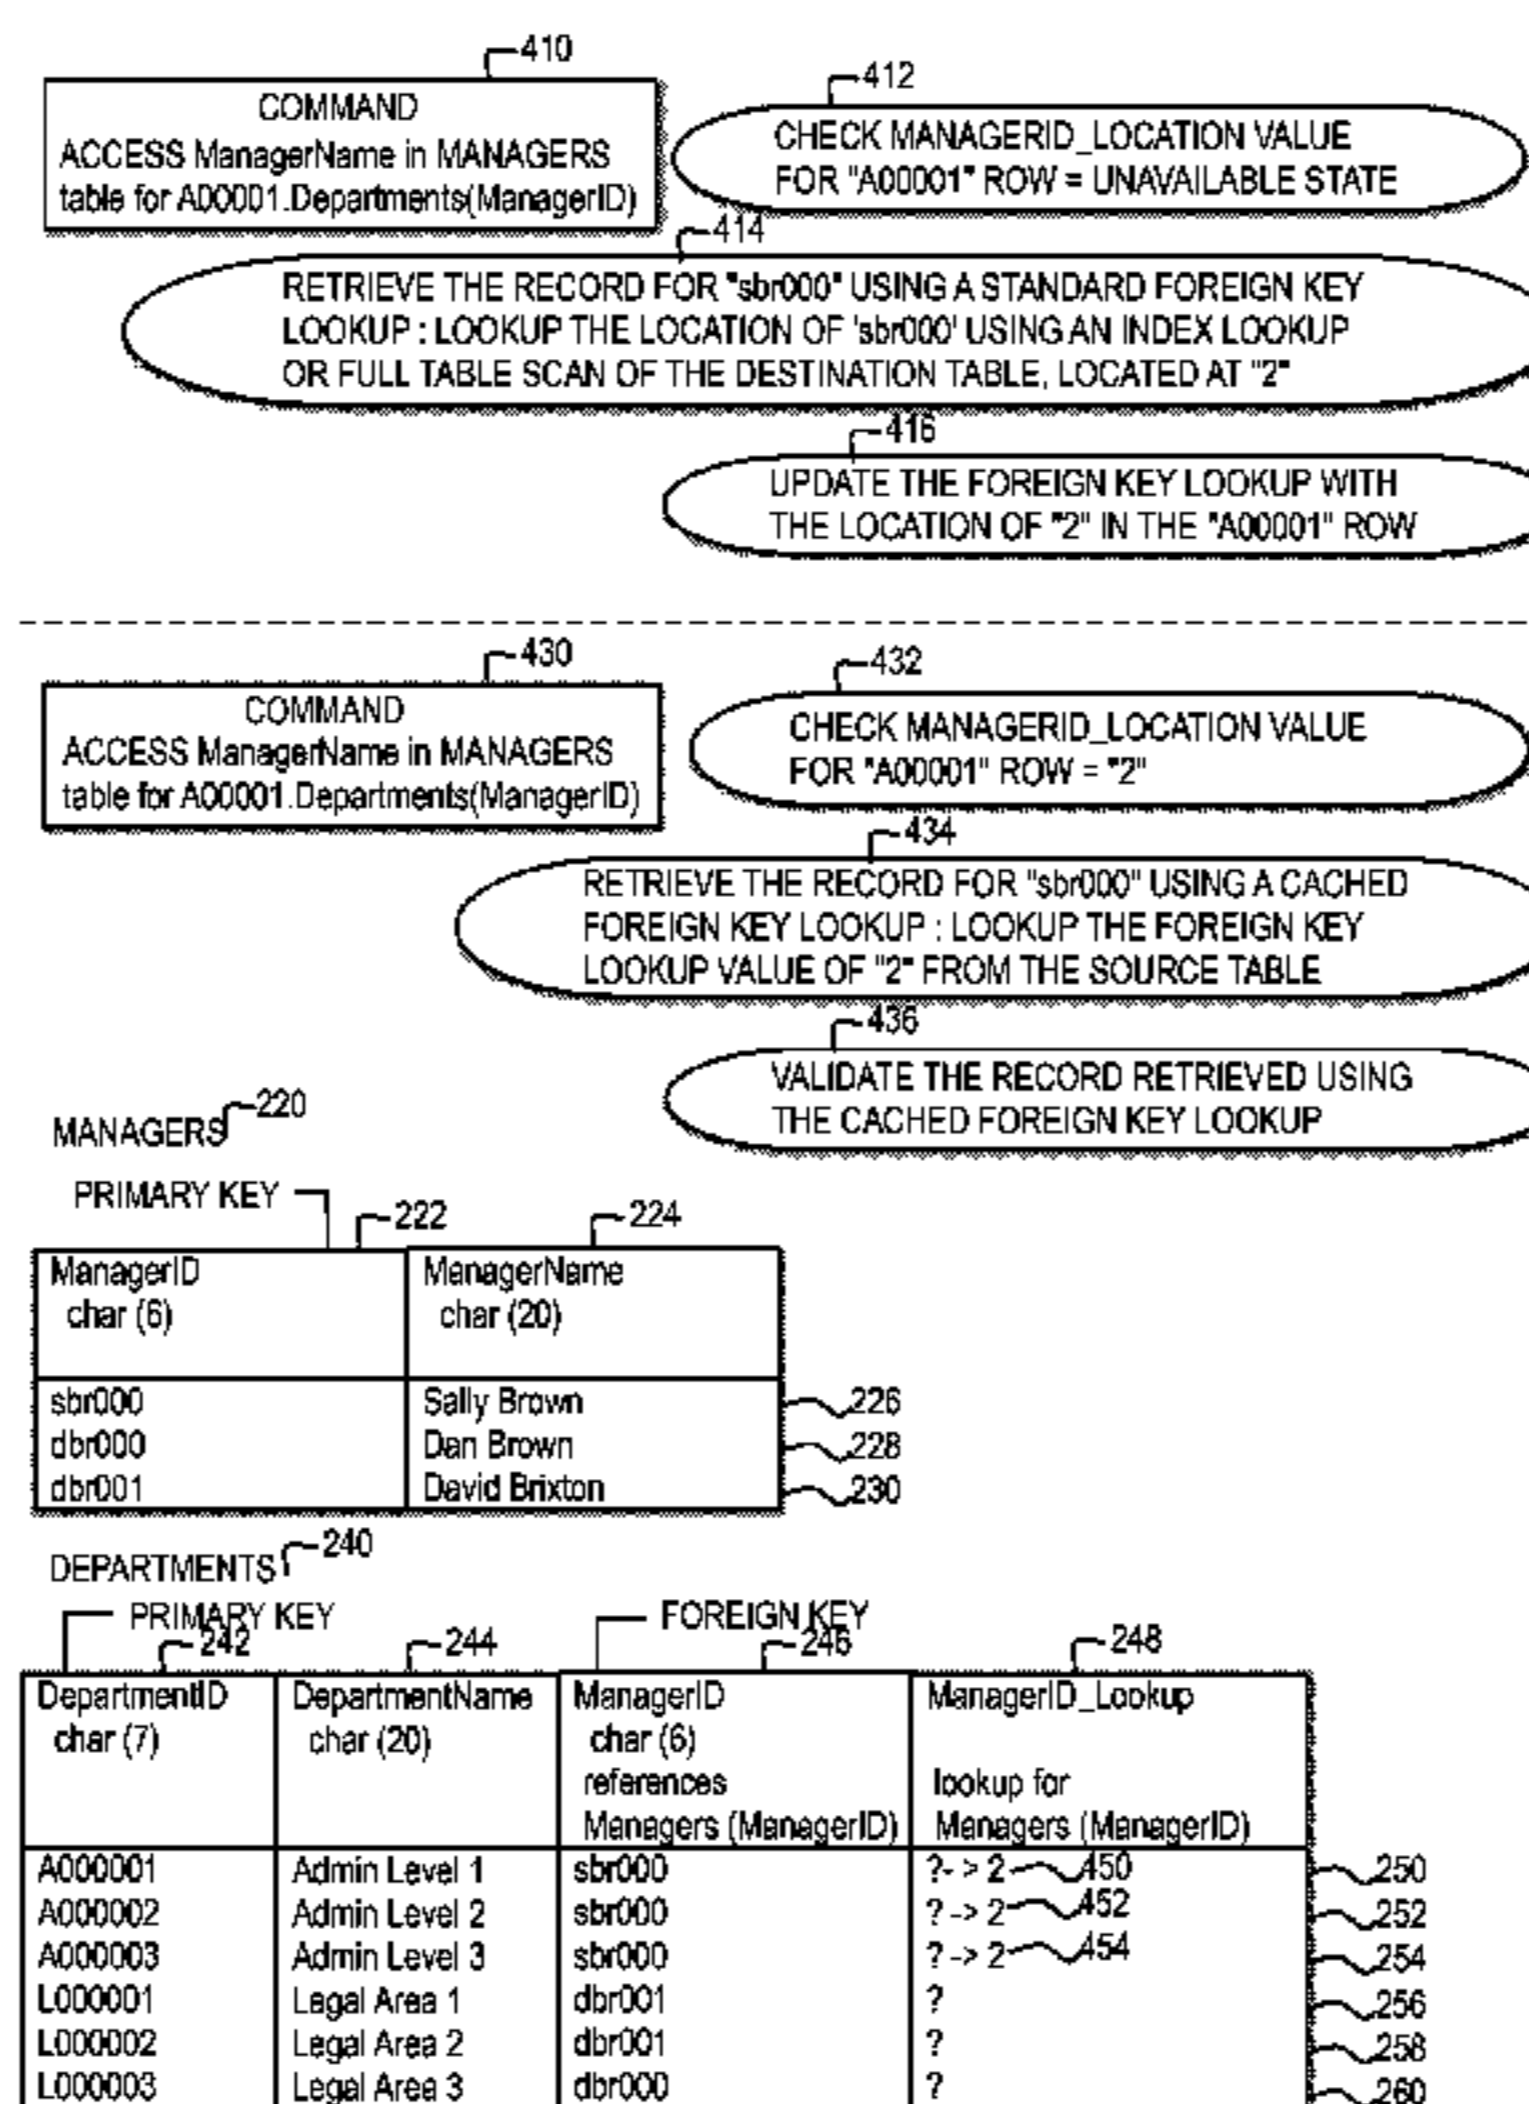 410
COMMAND
ACCESS ManagerName in MANAGERS
table for A00001.Departments(ManagerID)
412
CHECK MANAGERID_LOCATION VALUE
FOR "A00001" ROW = UNAVAILABLE STATE
414
RETRIEVE THE RECORD FOR "sbr000" USING A STANDARD FOREIGN KEY
LOOKUP : LOOKUP THE LOCATION OF 'sbr000' USING AN INDEX LOOKUP
OR FULL TABLE SCAN OF THE DESTINATION TABLE, LOCATED AT "2"
416
UPDATE THE FOREIGN KEY LOOKUP WITH
THE LOCATION OF "2" IN THE "A00001" ROW
430
COMMAND
ACCESS ManagerName in MANAGERS
table for A00001.Departments(ManagerID)
432
CHECK MANAGERID_LOCATION VALUE
FOR "A00001" ROW = "2"
434
RETRIEVE THE RECORD FOR "sbr000" USING A CACHED
FOREIGN KEY LOOKUP : LOOKUP THE FOREIGN KEY
LOOKUP VALUE OF "2" FROM THE SOURCE TABLE
436
VALIDATE THE RECORD RETRIEVED USING
THE CACHED FOREIGN KEY LOOKUP
MANAGERS 220
PRIMARY KEY 222 224
ManagerID ManagerName
char (6) char (20)
sbr000 Sally Brown 226
dbr000 Dan Brown 228
dbr001 David Brixton 230
DEPARTMENTS 240
PRIMARY KEY FOREIGN KEY
242 244 246 248
DepartmentID DepartmentName ManagerID ManagerID_Lookup
char (7) char (20) char (6)
references lookup for
Managers (ManagerID) Managers (ManagerID)
A000001 Admin Level 1 sbr000 ?- > 2 450 250
A000002 Admin Level 2 sbr000 ? -> 2 452 252
A000003 Admin Level 3 sbr000 ? -> 2 454 254
L000001 Legal Area 1 dbr001 ? 256
L000002 Legal Area 2 dbr001 ? 258
L000003 Legal Area 3 dbr000 ? 260